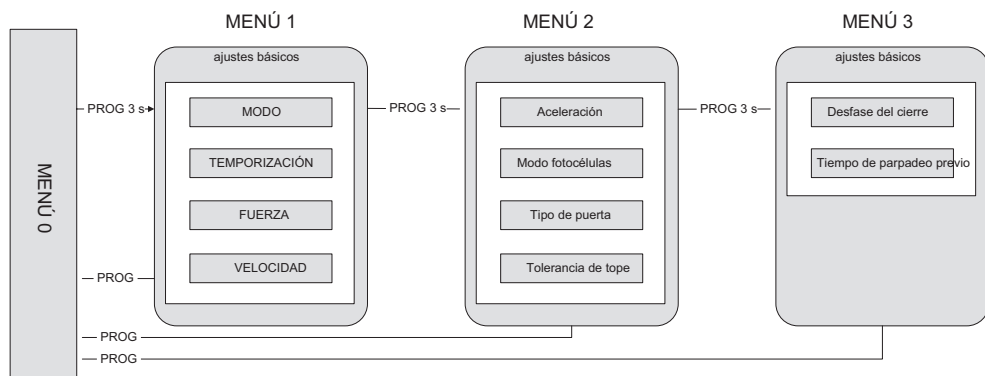 MENÚ 0
MENÚ 1
ajustes básicos
MODO
TEMPORIZACIÓN
FUERZA
VELOCIDAD
MENÚ 2
ajustes básicos
Aceleración
Modo fotocélulas
Tipo de puerta
Tolerancia de tope
MENÚ 3
ajustes básicos
Desfase del cierre
Tiempo de parpadeo previo
PROG 3 s
PROG 3 s
PROG 3 s
PROG
PROG
PROG